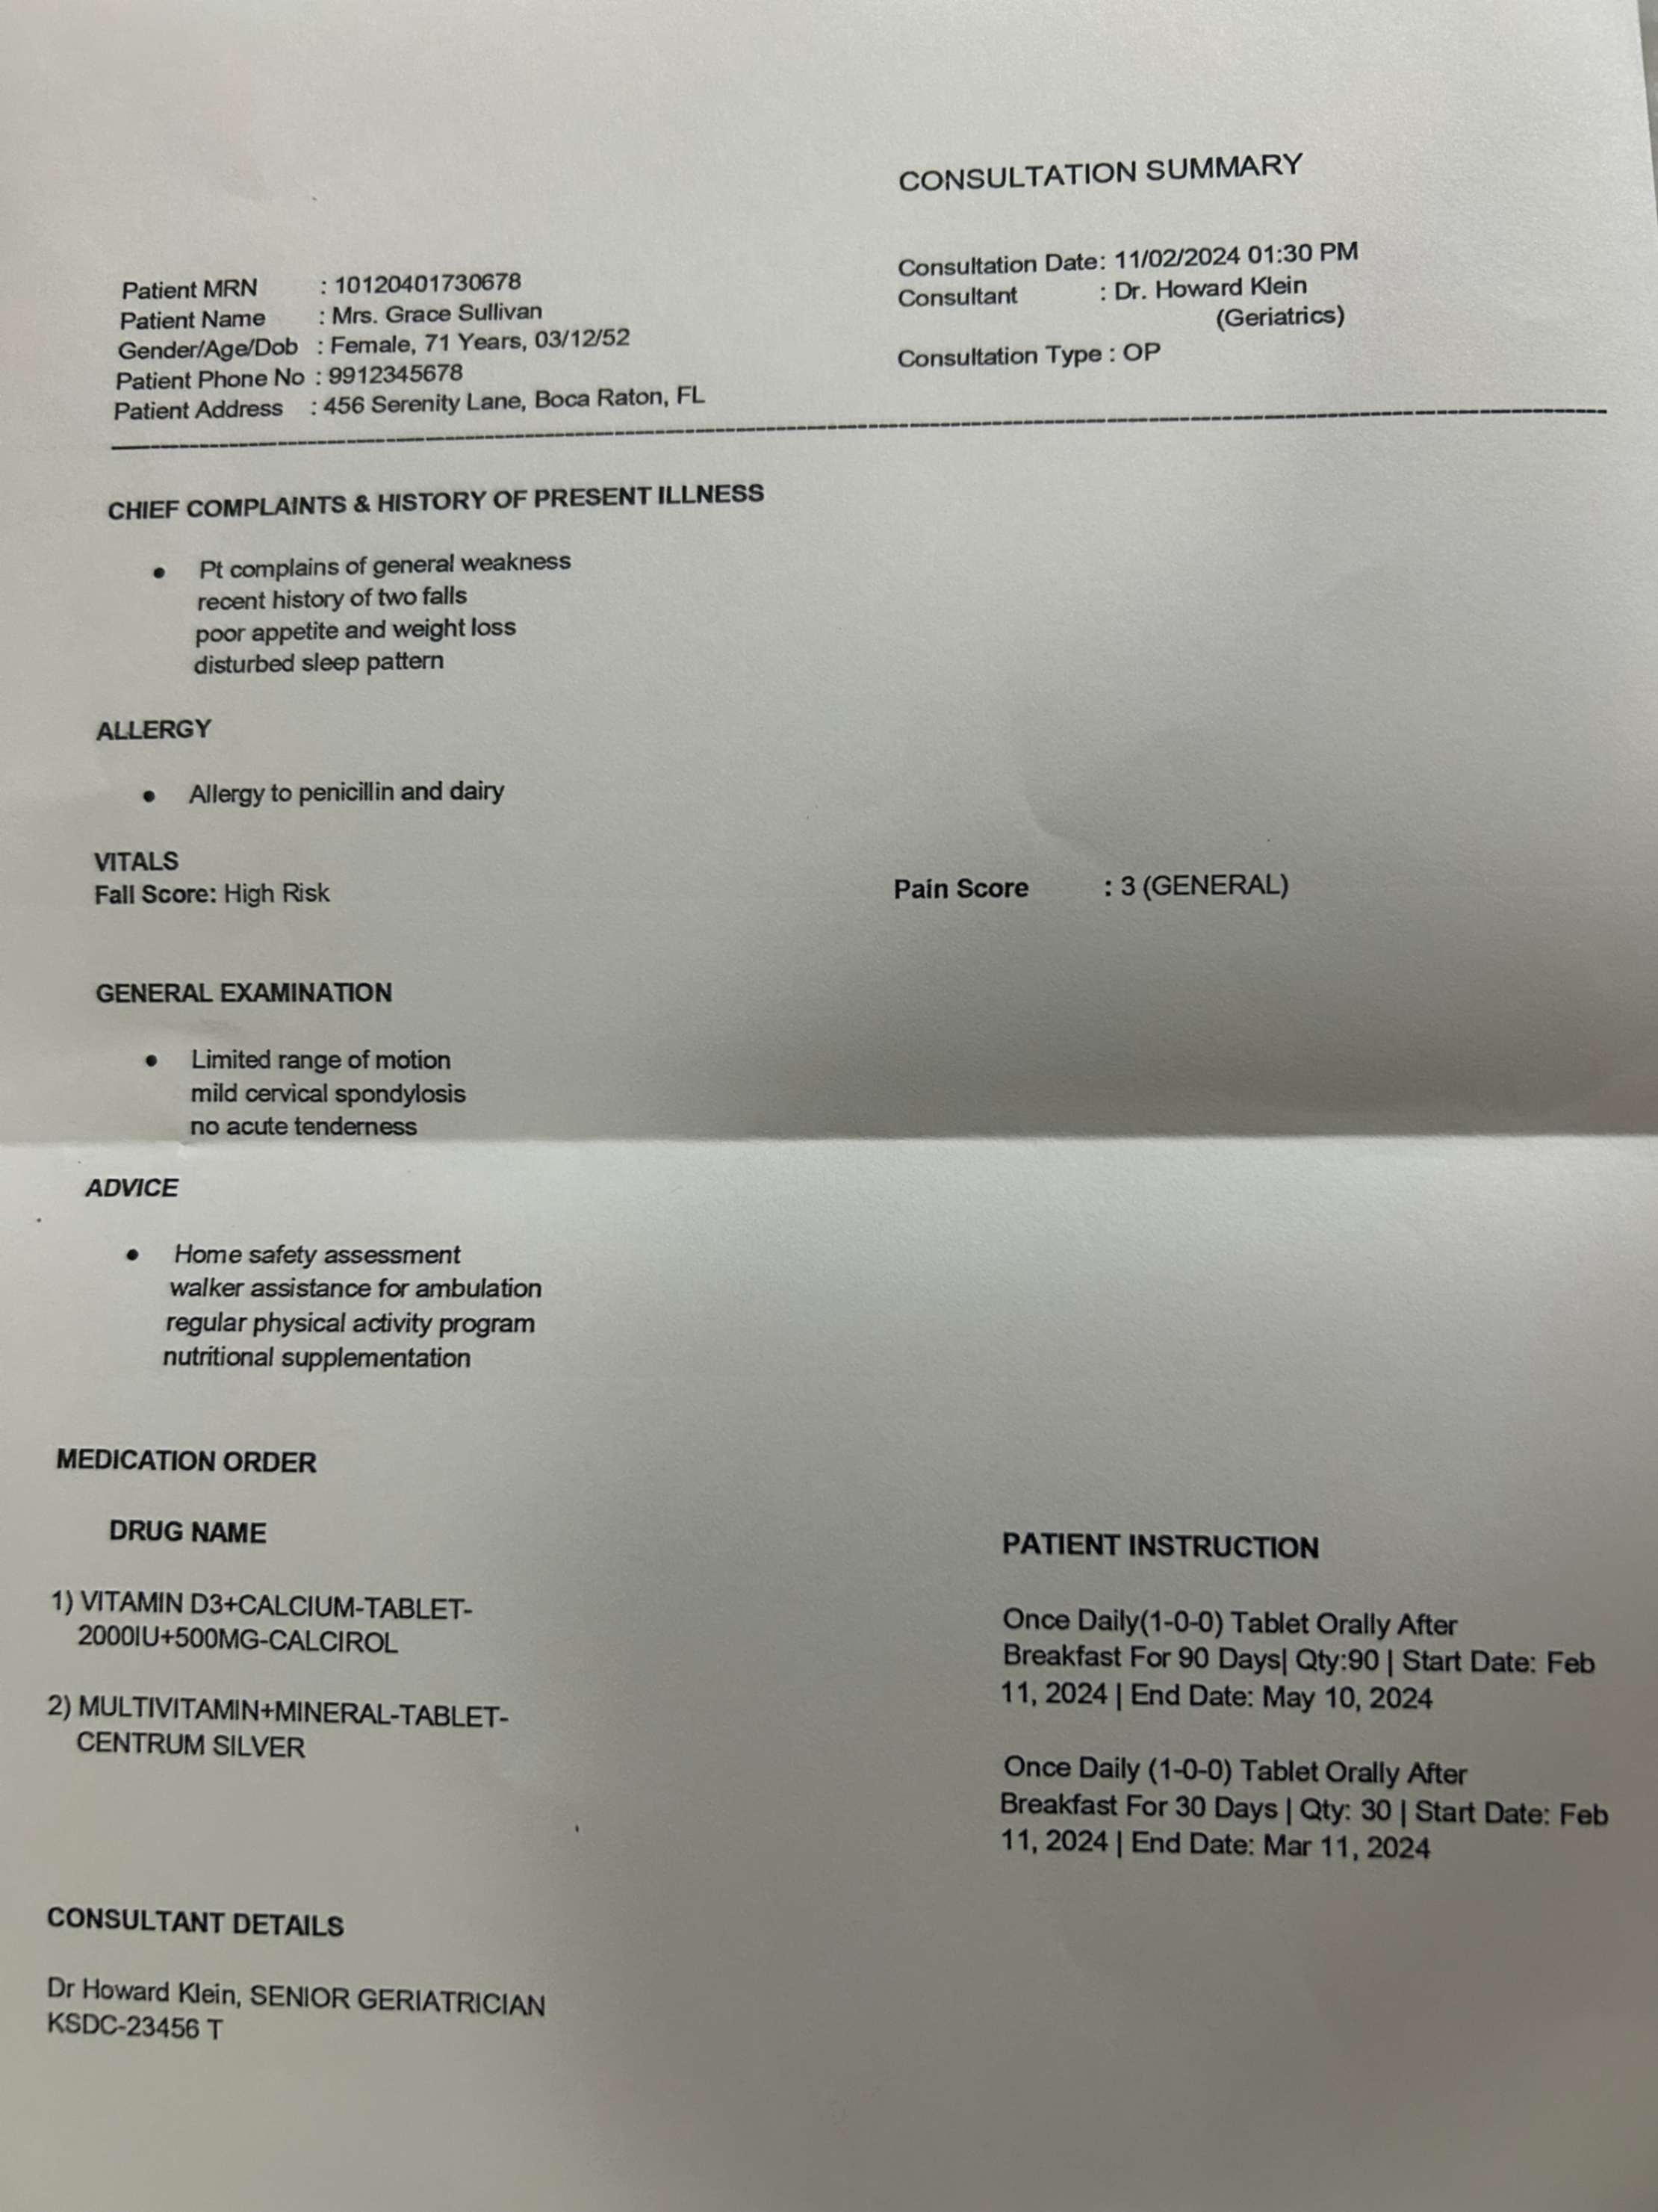 CONSULTATION SUMMARY
Patient MRN : 10120401730678
Patient Name : Mrs. Grace Sullivan
Gender/Age/Dob : Female, 71 Years, 03/12/52
Patient Phone No : 9912345678
Patient Address : 456 Serenity Lane, Boca Raton, FL
Consultation Date: 11/02/2024 01:30 PM
Consultant : Dr. Howard Klein
(Geriatrics)
Consultation Type : OP
CHIEF COMPLAINTS & HISTORY OF PRESENT ILLNESS
• Pt complains of general weakness
recent history of two falls
poor appetite and weight loss
disturbed sleep pattern
ALLERGY
• Allergy to penicillin and dairy
VITALS
Fall Score: High Risk
Pain Score : 3 (GENERAL)
GENERAL EXAMINATION
• Limited range of motion
mild cervical spondylosis
no acute tenderness
ADVICE
• Home safety assessment
walker assistance for ambulation
regular physical activity program
nutritional supplementation
MEDICATION ORDER
DRUG NAME
1) VITAMIN D3+CALCIUM-TABLET-
2000IU+500MG-CALCIROL
2) MULTIVITAMIN+MINERAL-TABLET-
CENTRUM SILVER
PATIENT INSTRUCTION
Once Daily(1-0-0) Tablet Orally After
Breakfast For 90 Days| Qty:90 | Start Date: Feb
11, 2024 | End Date: May 10, 2024
Once Daily (1-0-0) Tablet Orally After
Breakfast For 30 Days | Qty: 30 | Start Date: Feb
11, 2024 | End Date: Mar 11, 2024
CONSULTANT DETAILS
Dr Howard Klein, SENIOR GERIATRICIAN
KSDC-23456 T